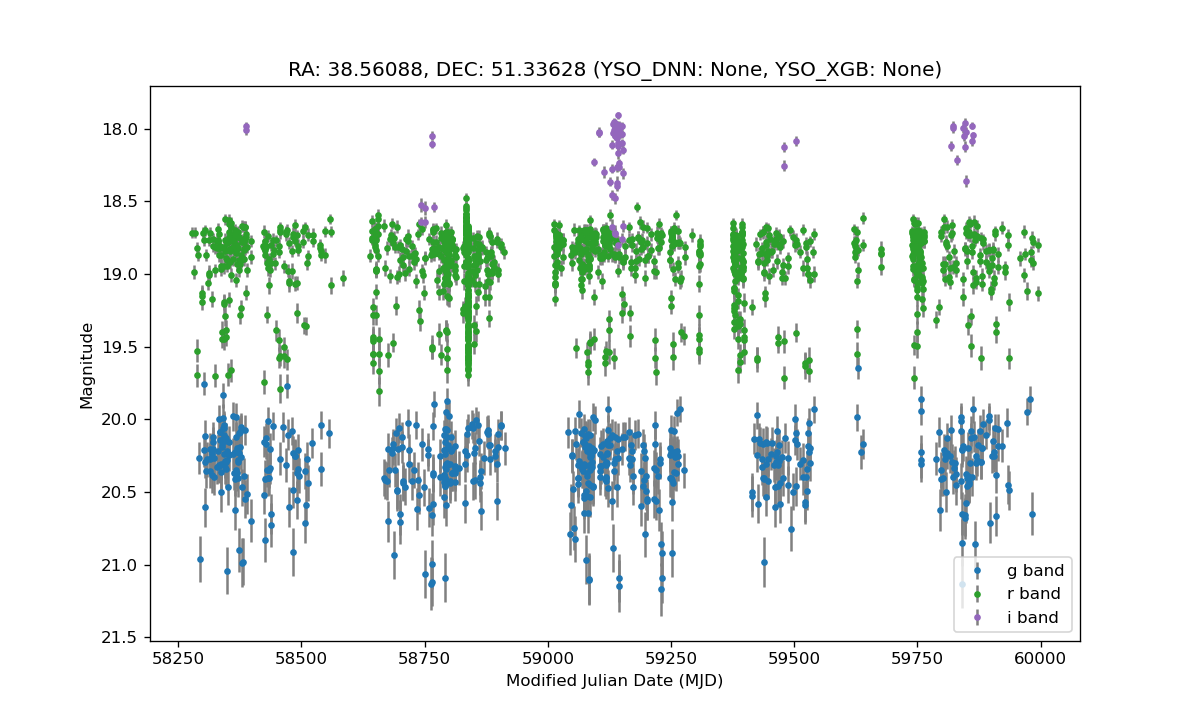 RA: 38.56088, DEC: 51.33628 (YSO_DNN: None, YSO_XGB: None)
18.0
18.5
19.0
19.5
20.0
20.5
21.0
21.5
Magnitude
58250
58500
58750
59000
59250
59500
59750
60000
Modified Julian Date (MJD)
g band
r band
i band